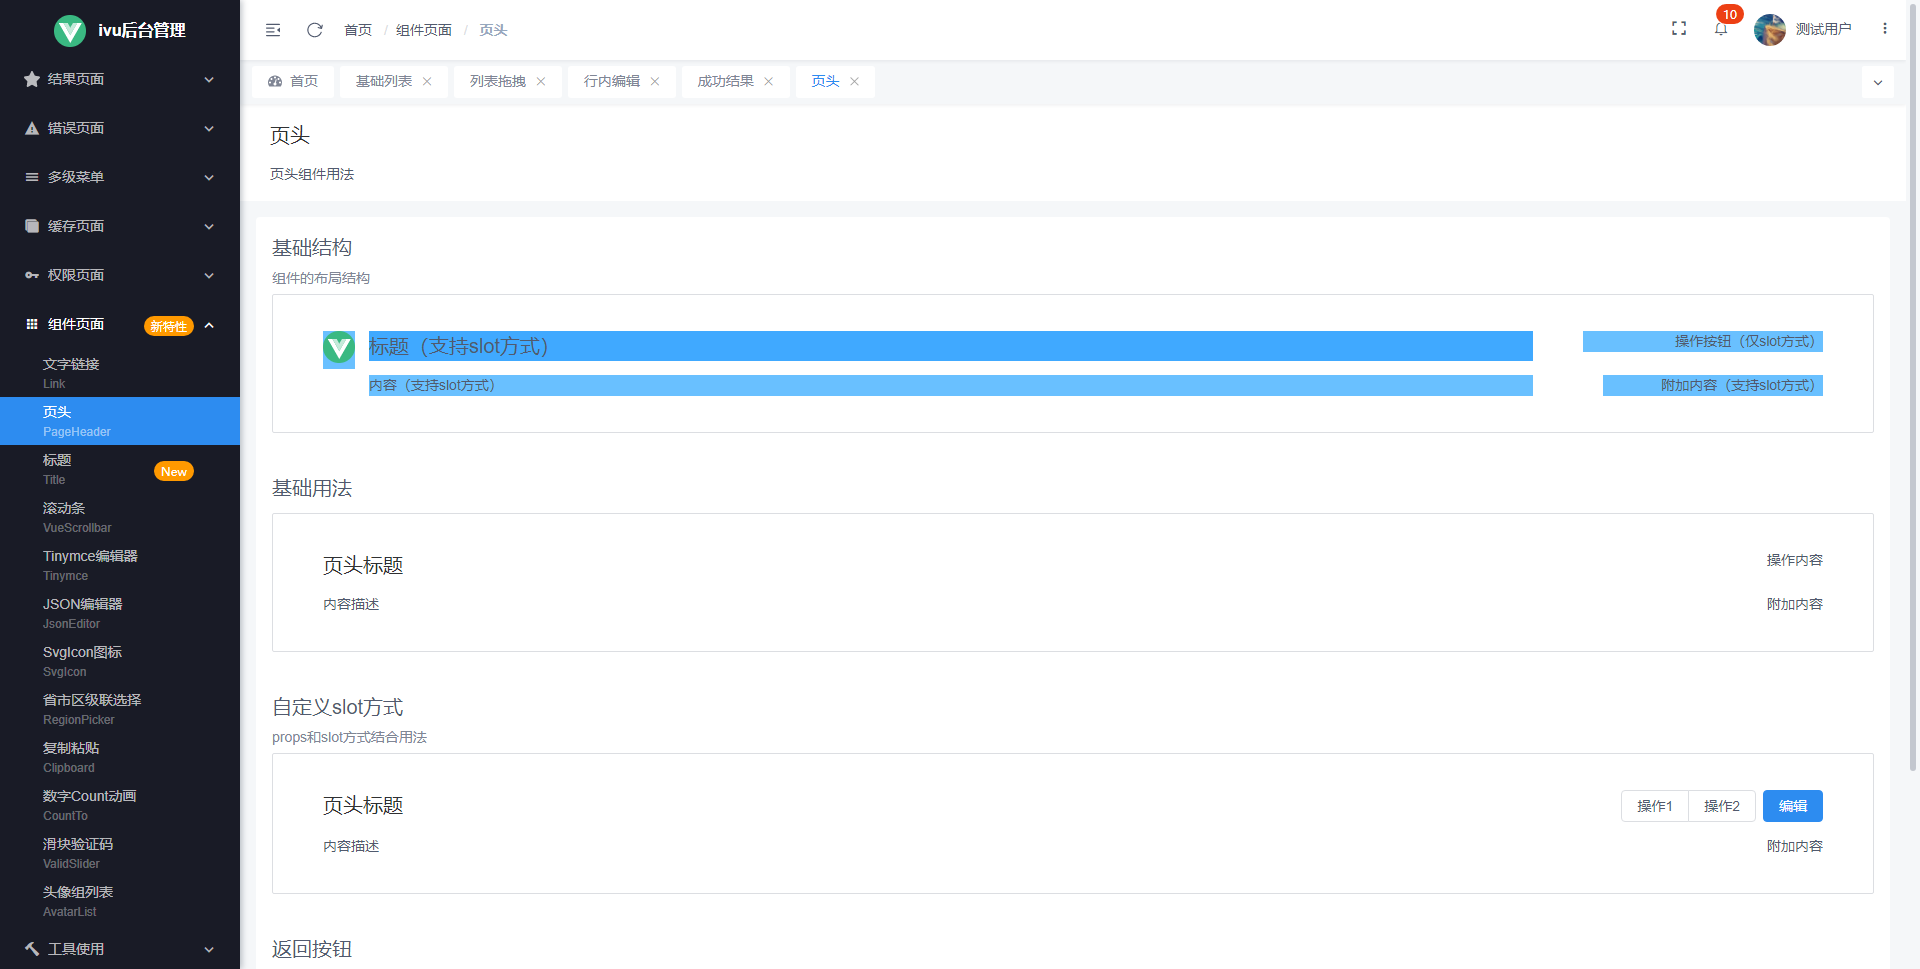 ivu后台管理
结果页面
错误页面
多级菜单
缓存页面
权限页面
组件页面 新特性
文字链接
Link
页头
PageHeader
标题 New
Title
滚动条
VueScrollbar
Tinymce编辑器
Tinymce
JSON编辑器
JsonEditor
SvgIcon图标
SvgIcon
省市区级联选择
RegionPicker
复制粘贴
Clipboard
数字Count动画
CountTo
滑块验证码
ValidSlider
头像组列表
AvatarList
工具使用
首页 / 组件页面 / 页头
10
测试用户
首页 基础列表 列表拖拽 行内编辑 成功结果 页头
页头
页头组件用法
基础结构
组件的布局结构
标题（支持slot方式） 操作按钮（仅slot方式）
内容（支持slot方式） 附加内容（支持slot方式）
基础用法
页头标题 操作内容
内容描述 附加内容
自定义slot方式
props和slot方式结合用法
页头标题 操作1 操作2 编辑
内容描述 附加内容
返回按钮